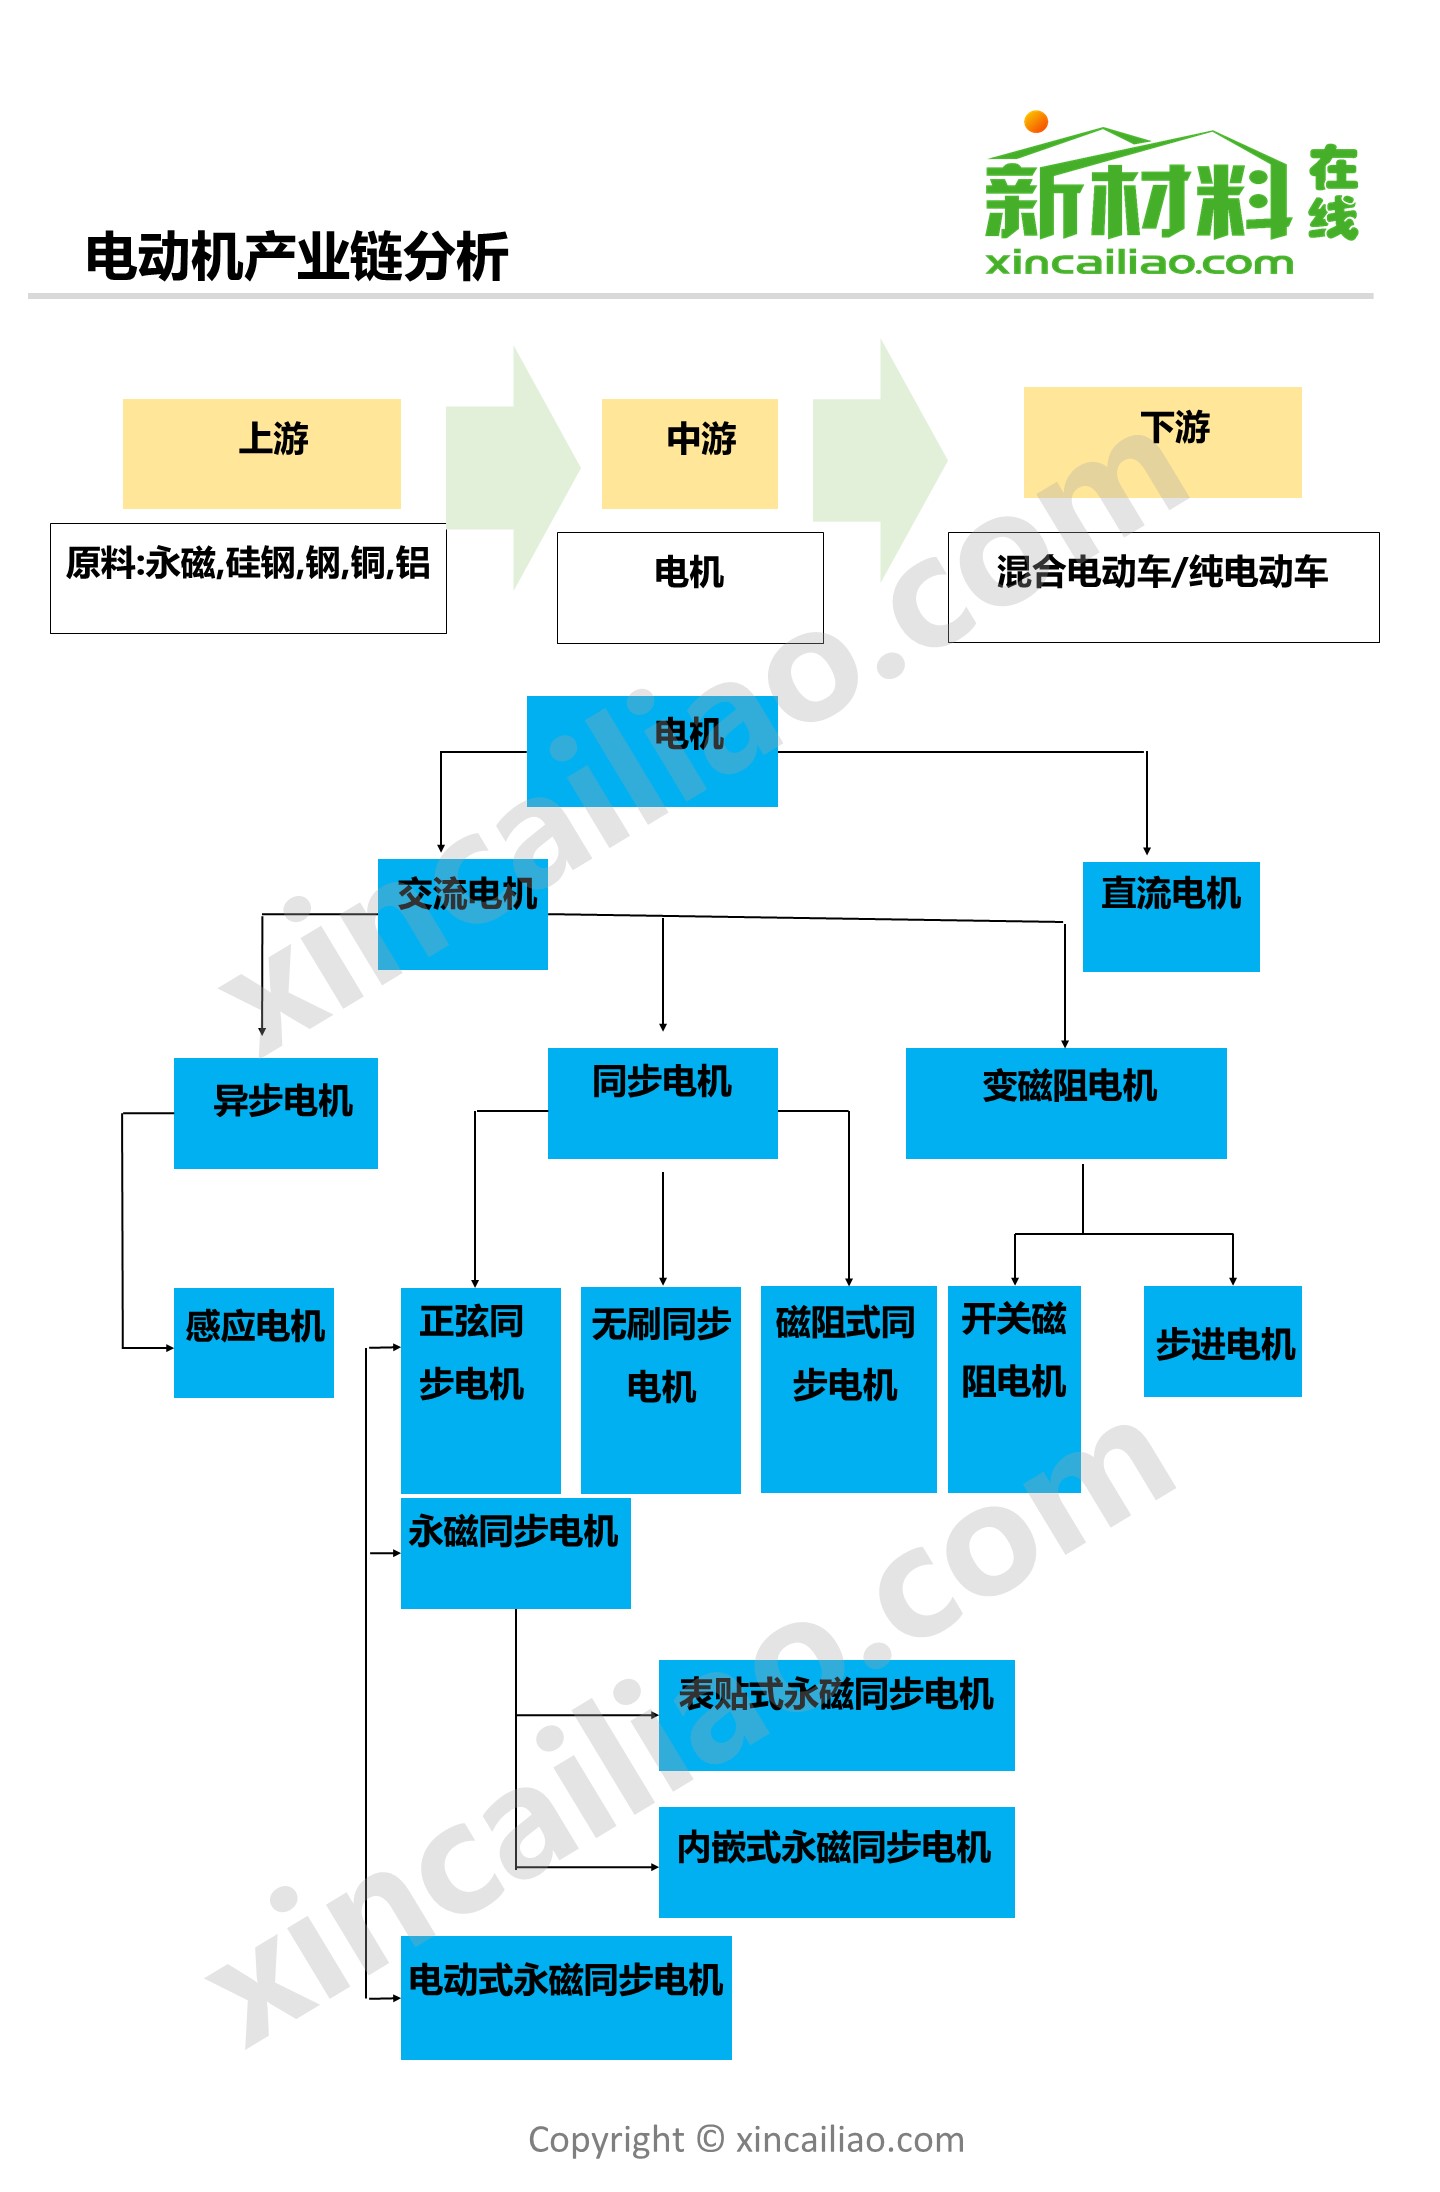 新材料在线
xincailiao.com
电动机产业链分析
上游
中游
下游
原料:永磁,硅钢,钢,铜,铝
电机
混合电动车/纯电动车
电机
交流电机
直流电机
异步电机
同步电机
变磁阻电机
感应电机
正弦同
步电机
无刷同步
电机
磁阻式同
步电机
开关磁
阻电机
步进电机
永磁同步电机
表贴式永磁同步电机
内嵌式永磁同步电机
电动式永磁同步电机
xincailiao.com
xincailiao.com
Copyright © xincailiao.com